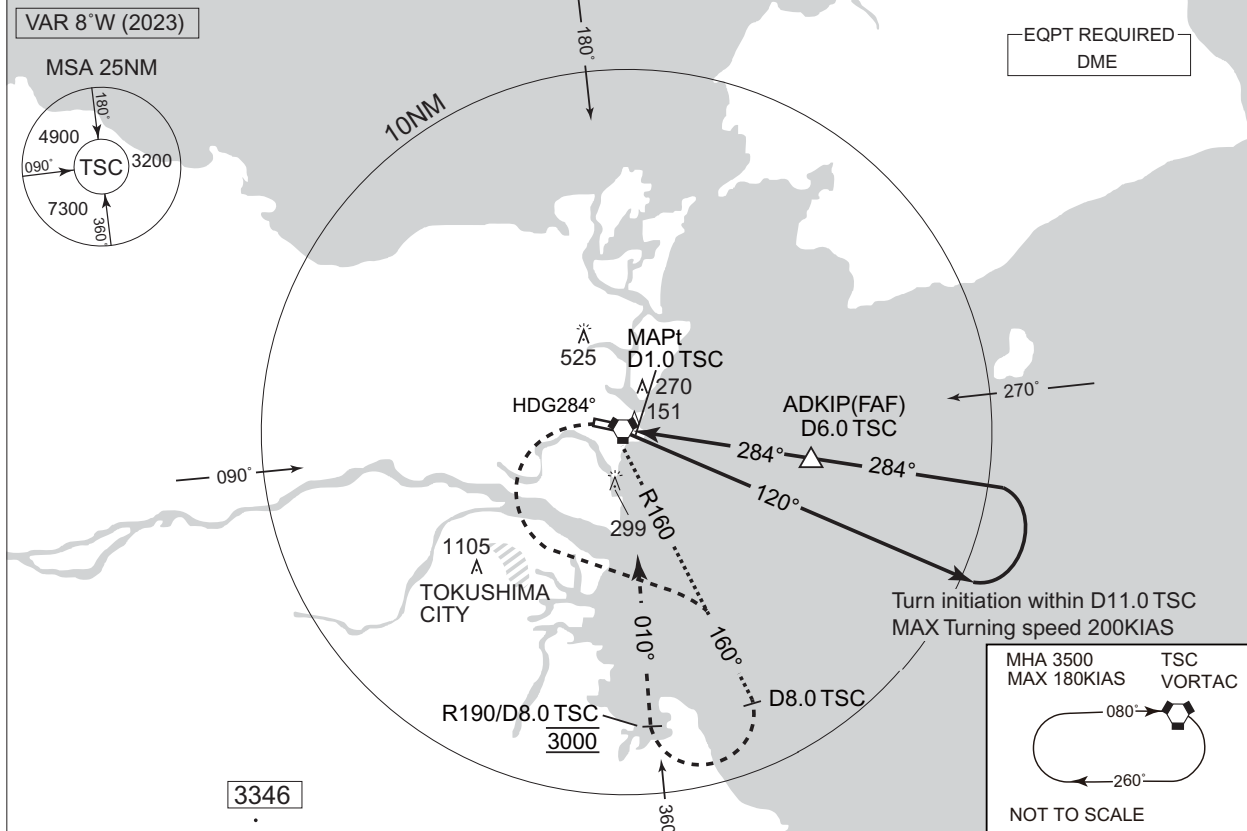 VAR 8°W (2023)
MSA 25NM
180°
4900
090°
TSC
3200
7300
360°
10NM
180°
EQPT REQUIRED
DME
525
MAPt
D1.0 TSC
270
151
HDG284°
ADKIP(FAF)
D6.0 TSC
270°
284°
284°
090°
120°
R160
299
1105
TOKUSHIMA
CITY
010°
160°
Turn initiation within D11.0 TSC
MAX Turning speed 200KIAS
R190/D8.0 TSC
3000
D8.0 TSC
3346
360
MHA 3500
MAX 180KIAS
TSC
VORTAC
080°
260°
NOT TO SCALE